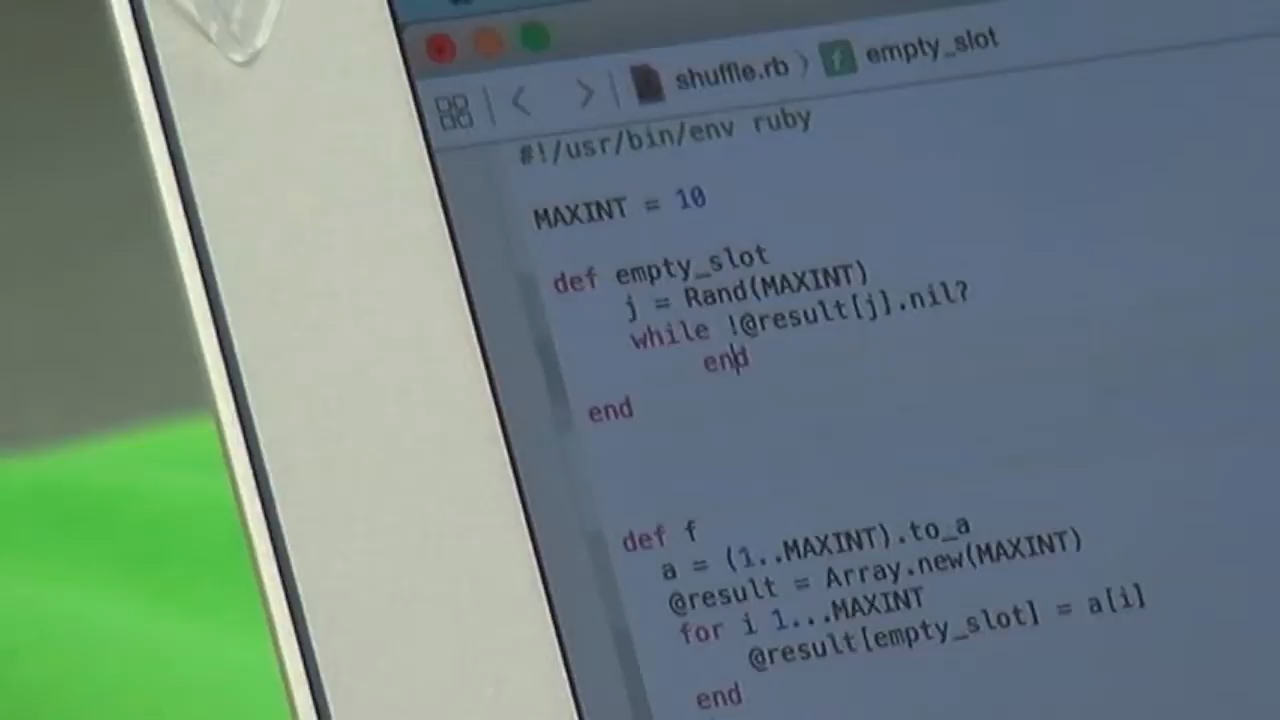 shuffle.rb 〉 empty_slot
#!/usr/bin/env ruby
MAXINT = 10
def empty_slot
j = Rand(MAXINT)
while !@result[j].nil?
end
end
def f
a = (1..MAXINT).to_a
@result = Array.new(MAXINT)
for i 1...MAXINT
@result[empty_slot] = a[i]
end